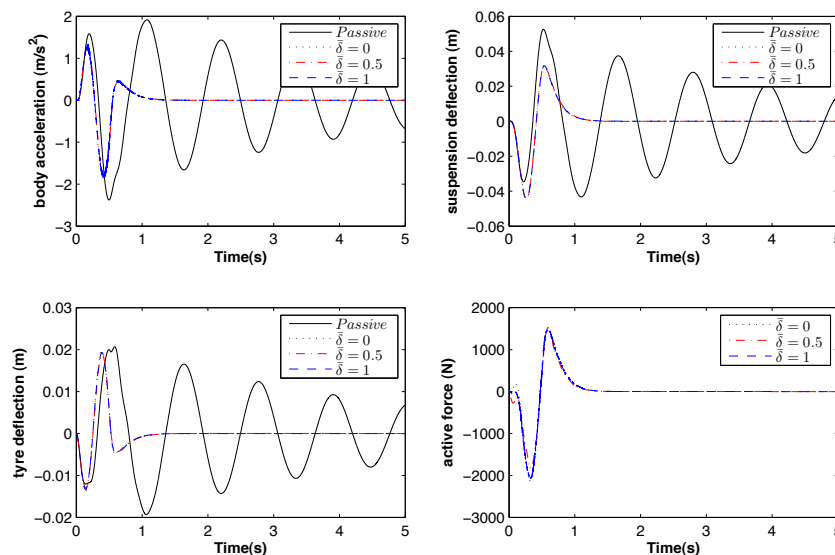 2
1
0
−1
−2
−3
0
1
2
3
4
5
Time(s)
body acceleration (m/s²)
Passive
δ̄ = 0
δ̄ = 0.5
δ̄ = 1
0.06
0.04
0.02
0
−0.02
−0.04
−0.06
0
1
2
3
4
5
Time(s)
suspension deflection (m)
Passive
δ̄ = 0
δ̄ = 0.5
δ̄ = 1
0.03
0.02
0.01
0
−0.01
−0.02
0
1
2
3
4
5
Time(s)
tyre deflection (m)
Passive
δ̄ = 0
δ̄ = 0.5
δ̄ = 1
2000
1000
0
−1000
−2000
−3000
0
1
2
3
4
5
Time(s)
active force (N)
δ̄ = 0
δ̄ = 0.5
δ̄ = 1